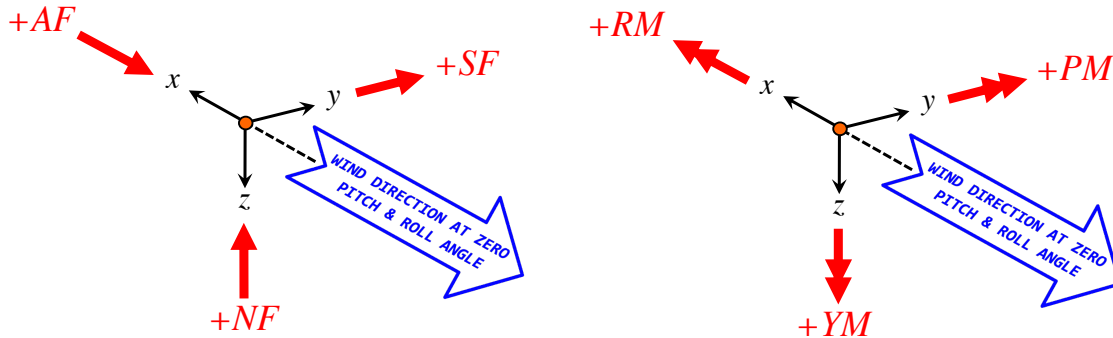 +AF
+SF
x
y
z
WIND DIRECTION AT ZERO
PITCH & ROLL ANGLE
+NF
+RM
+PM
x
y
z
WIND DIRECTION AT ZERO
PITCH & ROLL ANGLE
+YM